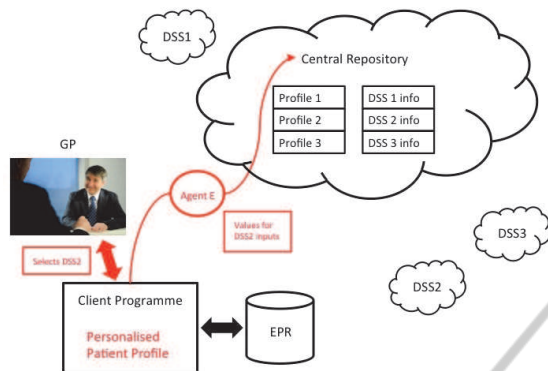 DSS1
Central Repository
Profile 1
DSS 1 info
Profile 2
DSS 2 info
Profile 3
DSS 3 info
GP
Agent E
Values for
DSS2 inputs
Selects DSS2
DSS3
DSS2
Client Programme
Personalised
Patient Profile
EPR